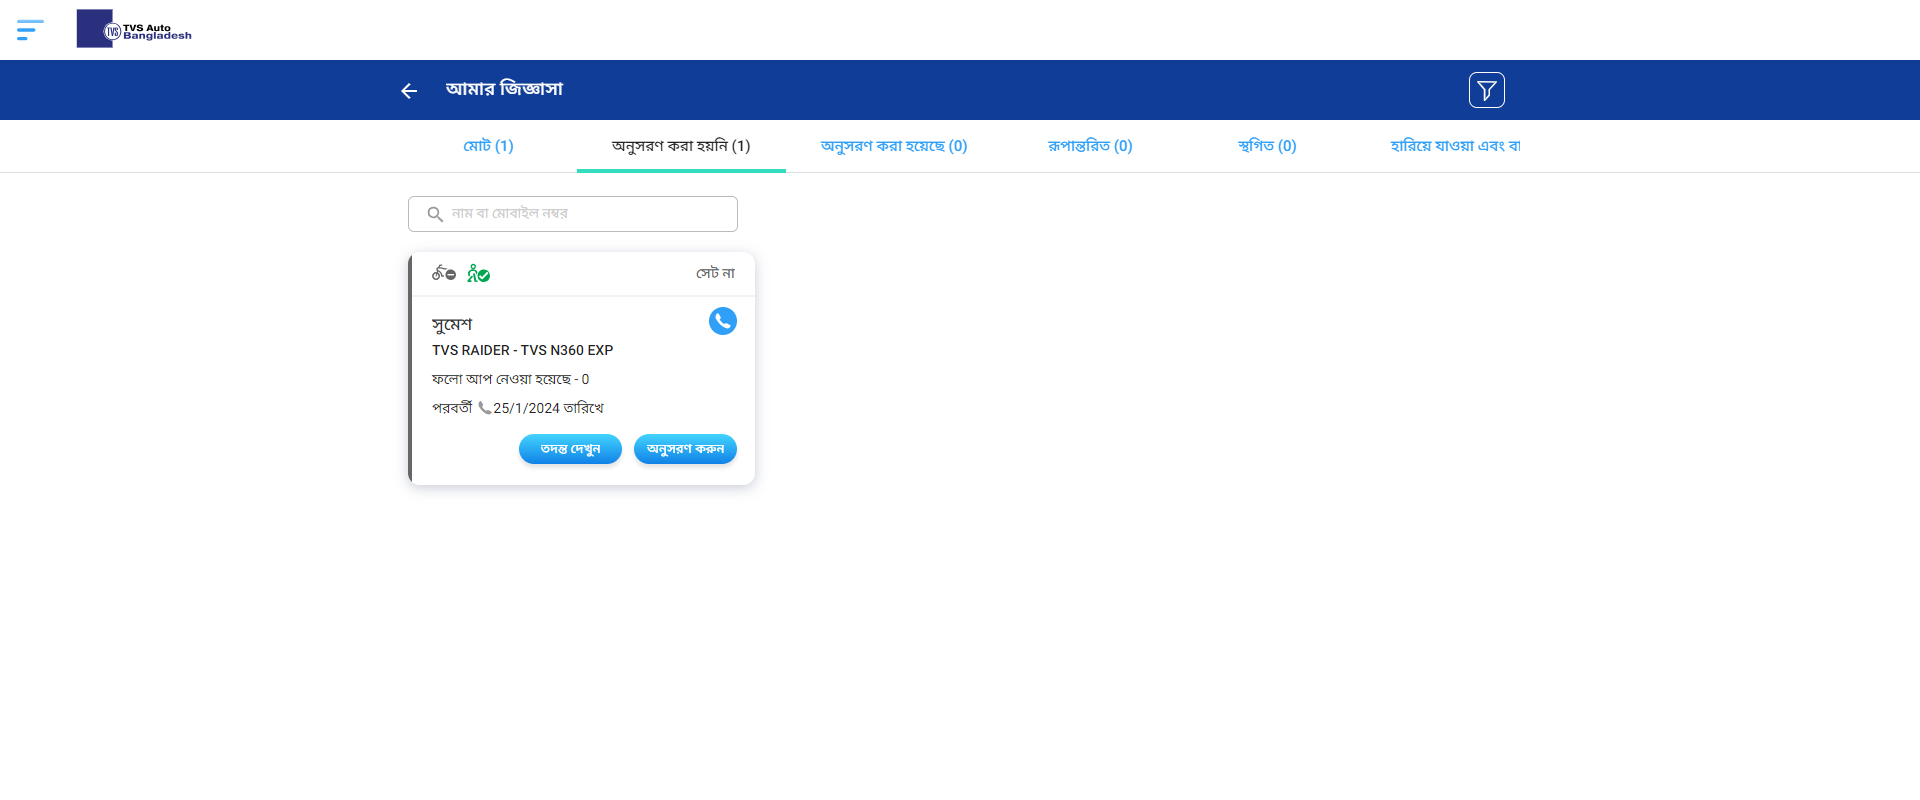 TVS Auto
Bangladesh
TVS
আমার জিজ্ঞাসা
মোট (1)
অনুসরণ করা হয়নি (1)
অনুসরণ করা হয়েছে (0)
রূপান্তরিত (0)
স্থগিত (0)
হারিয়ে যাওয়া এবং
নাম বা মোবাইল নম্বর
সেট না
সুমেশ
TVS RAIDER - TVS N360 EXP
ফলো আপ নেওয়া হয়েছে - 0
পরবর্তী 25/1/2024 তারিখে
তদন্ত দেখুন
অনুসরণ করুন